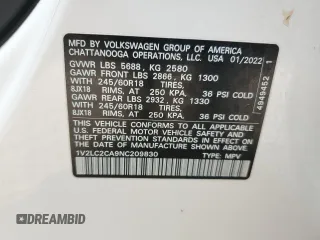 MFD. BY VOLKSWAGEN GROUP OF AMERICA
CHATTANOOGA OPERATIONS, LLC. USA 01/2022
GVWR LBS 5688, KG 2580
GAWR FRONT LBS 2866, KG 1300
WITH 245/60R18 TIRES,
8JX18 RIMS, AT 250 KPA. 36 PSI COLD
GAWR REAR LBS 2932, KG 1330
WITH 245/60R18 TIRES,
8JX18 RIMS, AT 250 KPA. 36 PSI COLD
THIS VEHICLE CONFORMS TO ALL APPLICABLE
FEDERAL MOTOR VEHICLE SAFETY AND
THEFT PREVENTION STANDARDS IN EFFECT ON
THE DATE OF MANUFACTURE SHOWN ABOVE
1V2LC2CA9NC209830 TYPE: MPV
4949452 1
© 2023 BIDHISTORY